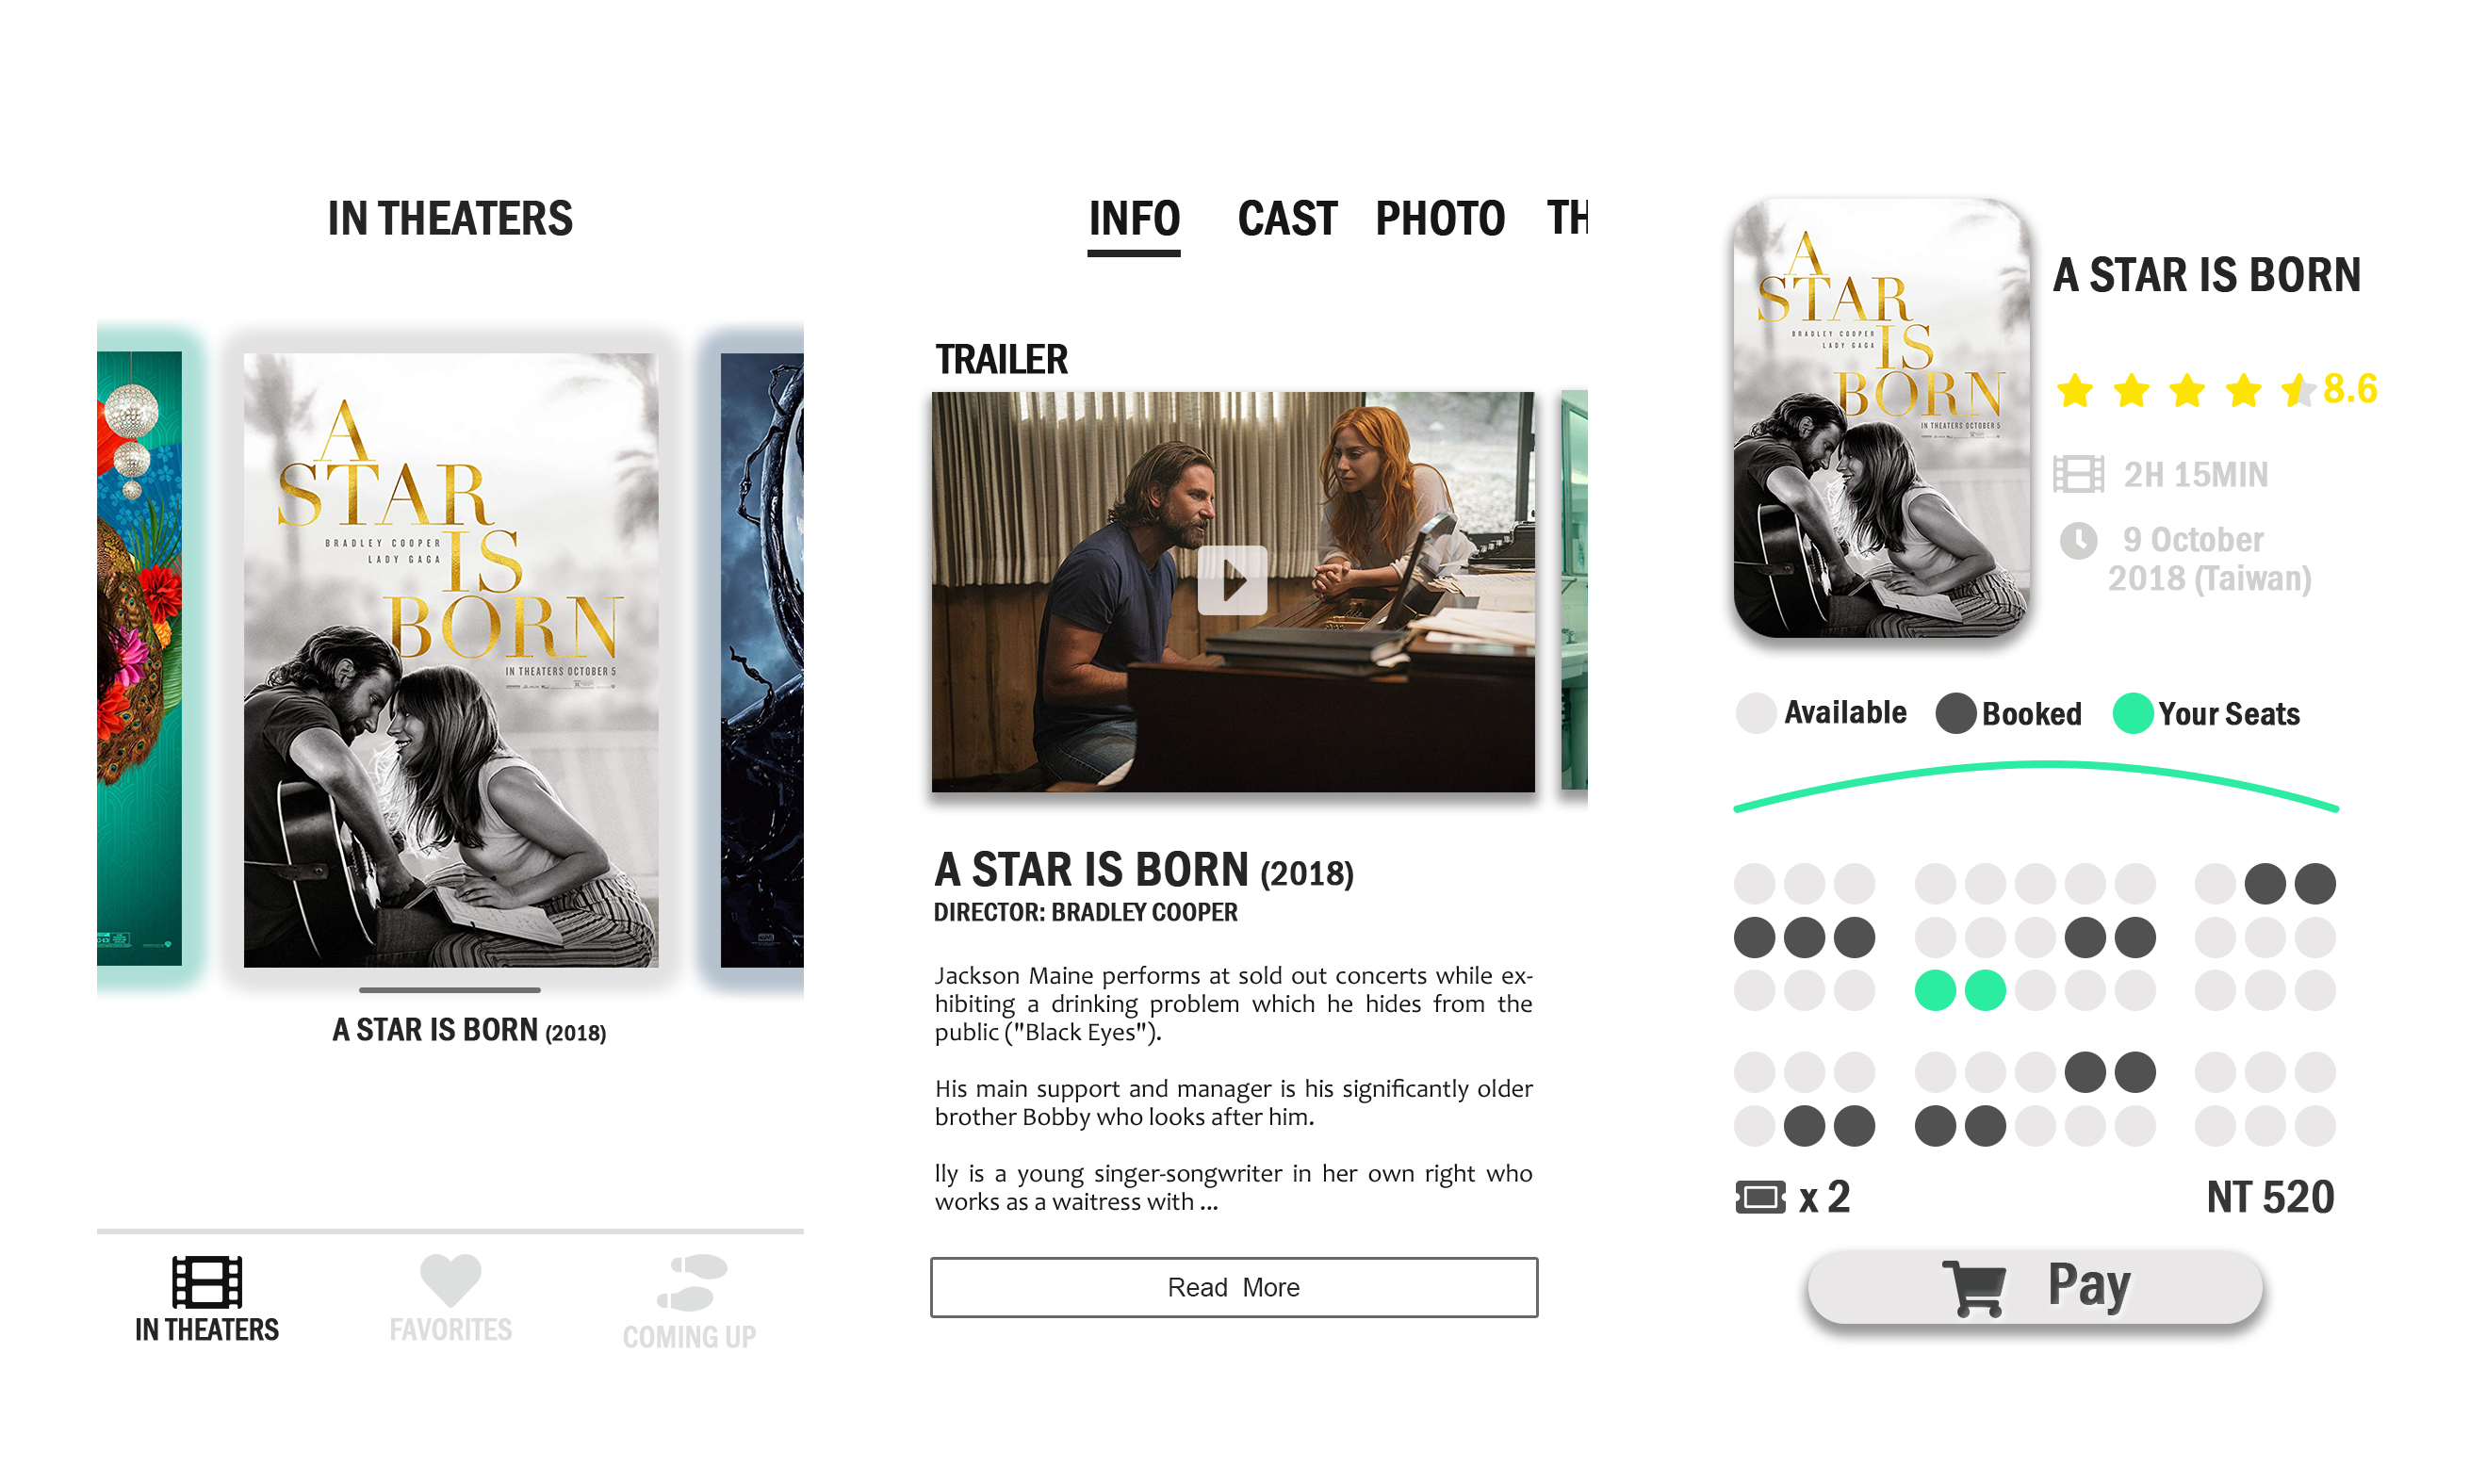 IN THEATERS
A
STAR
BRADLEY COOPER
LADY GAGA
IS
BORN
IN THEATERS OCTOBER 5
A STAR IS BORN (2018)
IN THEATERS
FAVORITES
COMING UP
INFO CAST PHOTO TH
TRAILER
A STAR IS BORN (2018)
DIRECTOR: BRADLEY COOPER
Jackson Maine performs at sold out concerts while ex-
hibiting a drinking problem which he hides from the
public ("Black Eyes").
His main support and manager is his significantly older
brother Bobby who looks after him.
lly is a young singer-songwriter in her own right who
works as a waitress with ...
Read More
A
STAR
BRADLEY COOPER
LADY GAGA
IS
BORN
IN THEATERS OCTOBER 5
A STAR IS BORN
8.6
2H 15MIN
9 October
2018 (Taiwan)
Available Booked Your Seats
x 2 NT 520
Pay